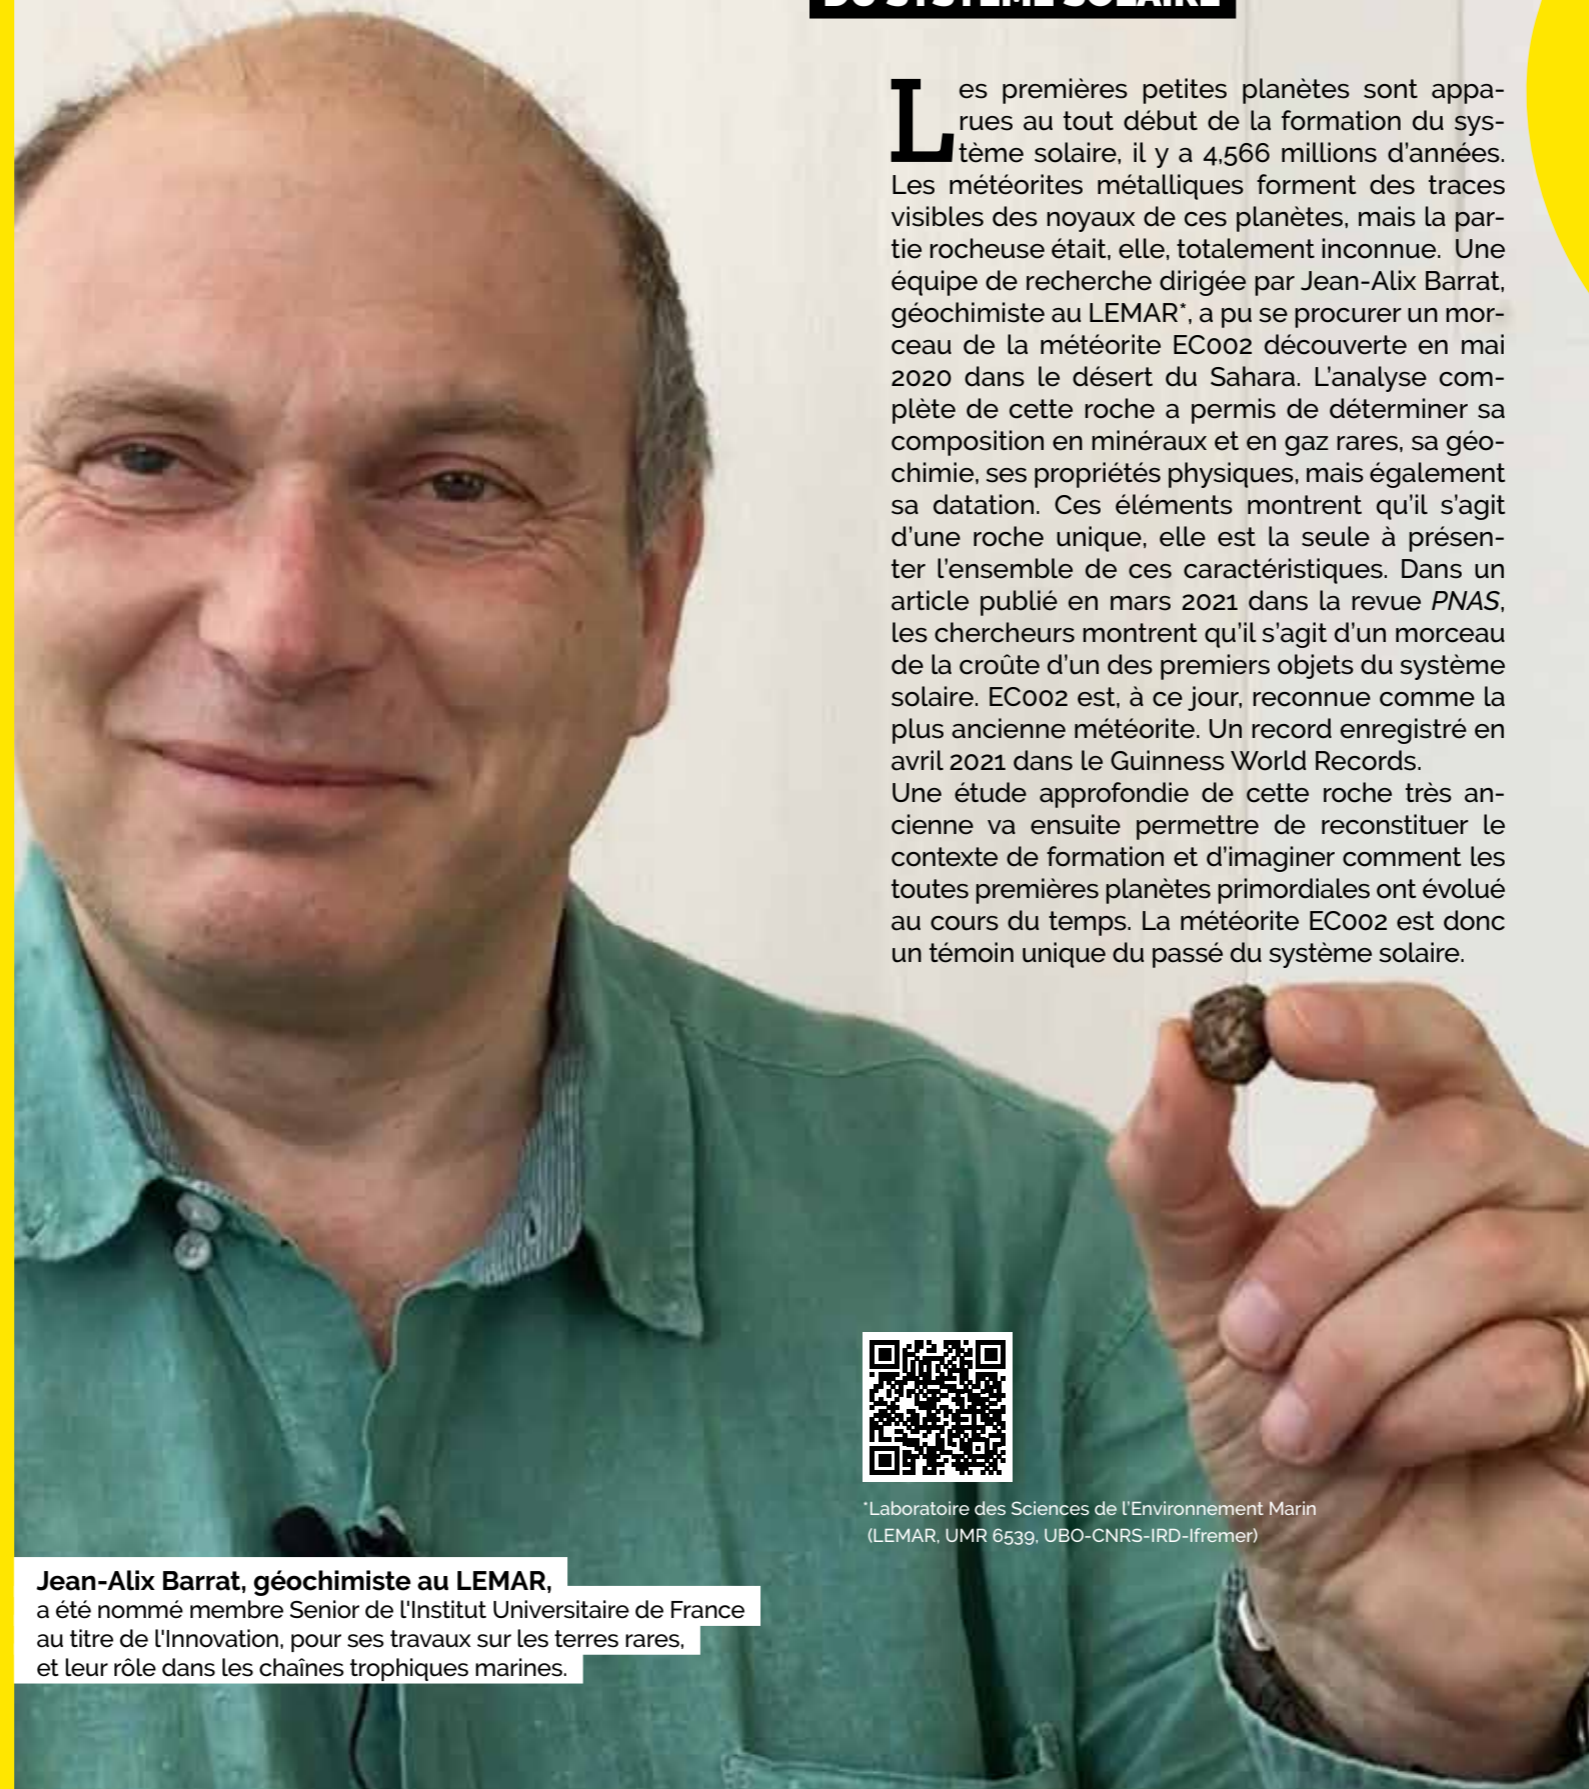 DU SYSTÈME SOLAIRE
Les premières petites planètes sont appa-
rues au tout début de la formation du sys-
tème solaire, il y a 4,566 millions d'années.
Les météorites métalliques forment des traces
visibles des noyaux de ces planètes, mais la par-
tie rocheuse était, elle, totalement inconnue. Une
équipe de recherche dirigée par Jean-Alix Barrat,
géochimiste au LEMAR*, a pu se procurer un mor-
ceau de la météorite EC002 découverte en mai
2020 dans le désert du Sahara. L'analyse com-
plète de cette roche a permis de déterminer sa
composition en minéraux et en gaz rares, sa géo-
chimie, ses propriétés physiques, mais également
sa datation. Ces éléments montrent qu'il s'agit
d'une roche unique, elle est la seule à présen-
ter l'ensemble de ces caractéristiques. Dans un
article publié en mars 2021 dans la revue PNAS,
les chercheurs montrent qu'il s'agit d'un morceau
de la croûte d'un des premiers objets du système
solaire. EC002 est, à ce jour, reconnue comme la
plus ancienne météorite. Un record enregistré en
avril 2021 dans le Guinness World Records.
Une étude approfondie de cette roche très an-
cienne va ensuite permettre de reconstituer le
contexte de formation et d'imaginer comment les
toutes premières planètes primordiales ont évolué
au cours du temps. La météorite EC002 est donc
un témoin unique du passé du système solaire.
*Laboratoire des Sciences de l'Environnement Marin
(LEMAR, UMR 6539, UBO-CNRS-IRD-Ifremer)
Jean-Alix Barrat, géochimiste au LEMAR,
a été nommé membre Senior de l'Institut Universitaire de France
au titre de l'Innovation, pour ses travaux sur les terres rares,
et leur rôle dans les chaînes trophiques marines.